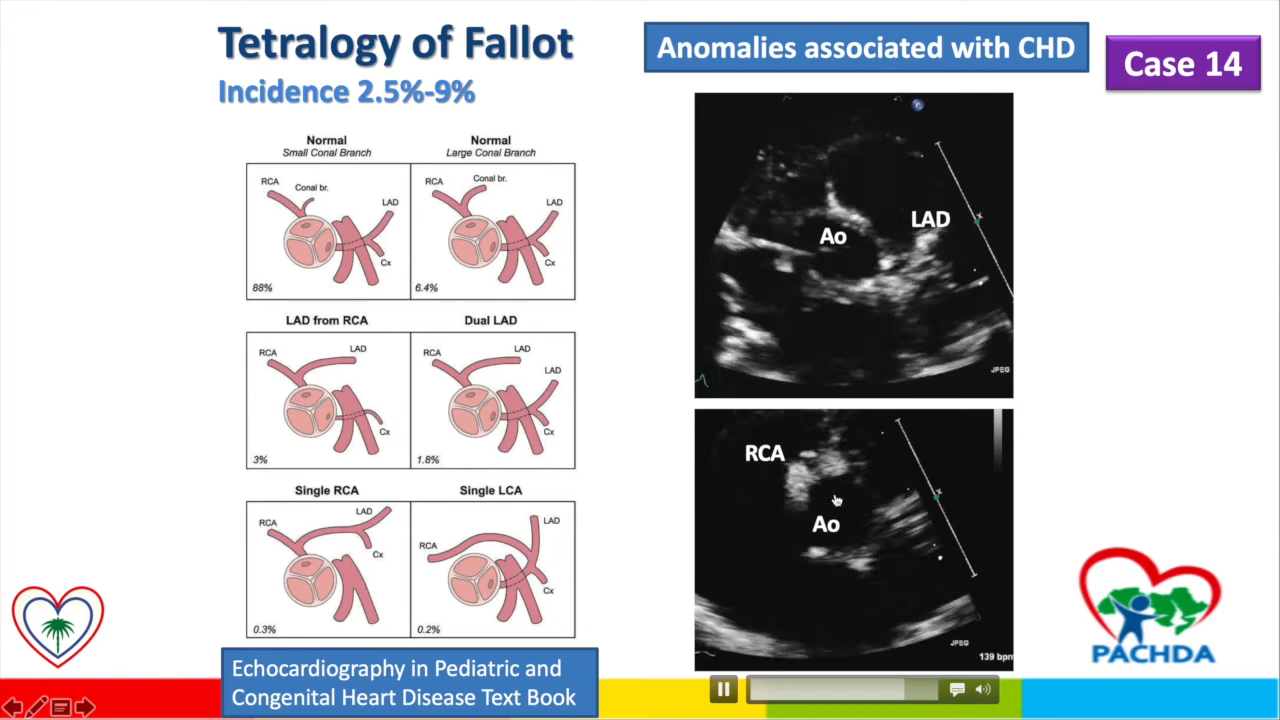 Tetralogy of Fallot
Incidence 2.5%-9%
Anomalies associated with CHD
Case 14
Normal
Small Conal Branch
RCA
Conal br.
LAD
Cx
88%
Normal
Large Conal Branch
RCA
Conal br.
LAD
Cx
6.4%
LAD from RCA
RCA
LAD
Cx
3%
Dual LAD
RCA
LAD
LAD
Cx
1.8%
Single RCA
RCA
LAD
Cx
0.3%
Single LCA
LAD
RCA
Cx
0.2%
Ao
LAD
JPEG
RCA
Ao
JPEG
139 bpm
Echocardiography in Pediatric and
Congenital Heart Disease Text Book
PACHDA